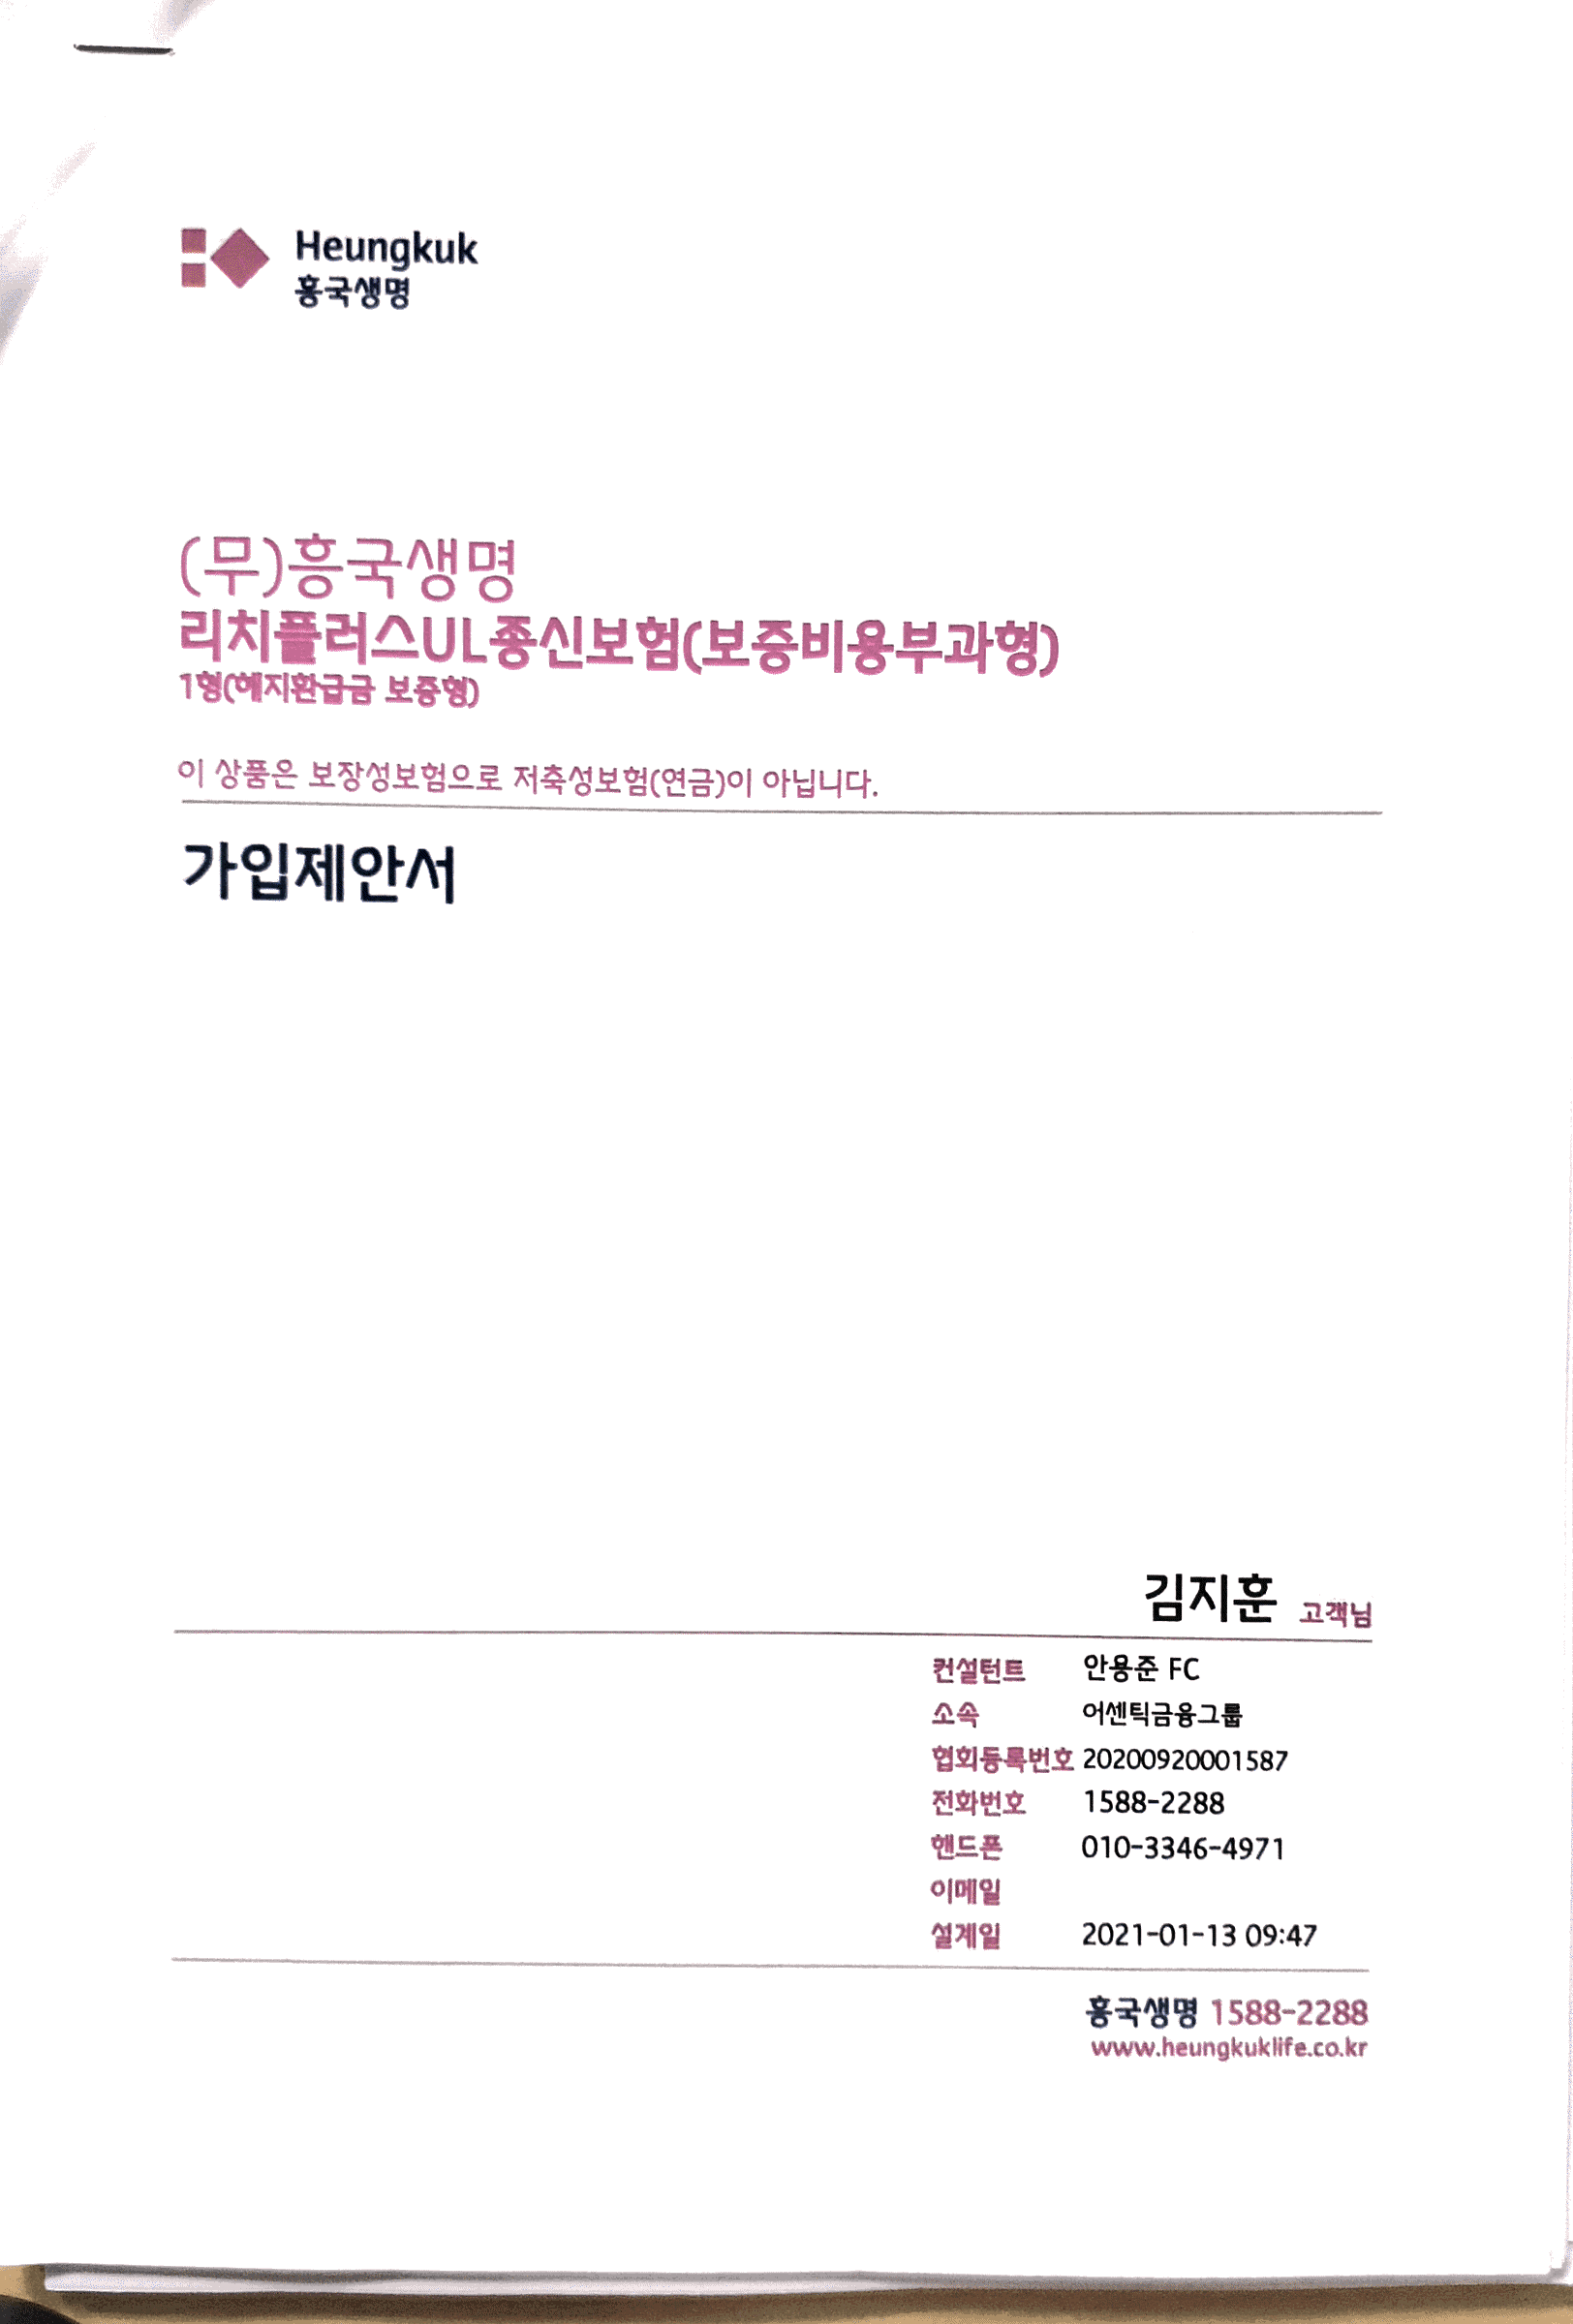 Heungkuk
흥국생명
(무)흥국생명
리치플러스UL종신보험(보증비용부과형)
1형(해지환급금 보증형)
이 상품은 보장성보험으로 저축성보험(연금)이 아닙니다.
가입제안서
김지훈 고객님
컨설턴트 안용준 FC
소속 어센틱금융그룹
협회등록번호 20200920001587
전화번호 1588-2288
핸드폰 010-3346-4971
이메일
설계일 2021-01-13 09:47
흥국생명 1588-2288
www.heungkuklife.co.kr